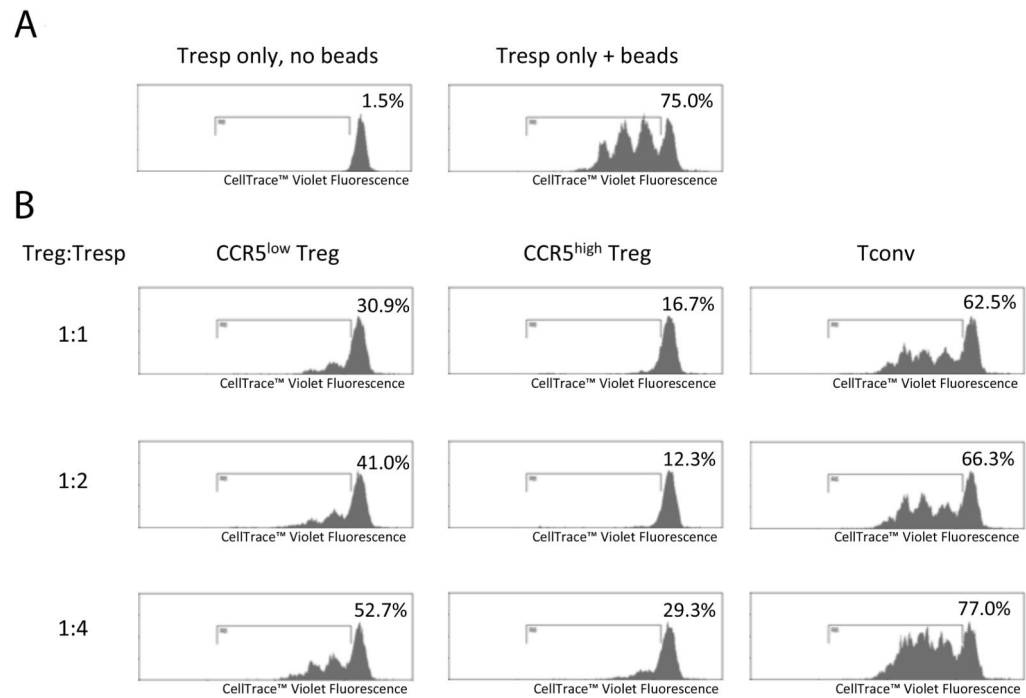 A
Tresp only, no beads Tresp only + beads
1.5% 75.0%
CellTrace™ Violet Fluorescence CellTrace™ Violet Fluorescence
B
Treg:Tresp CCR5low Treg CCR5high Treg Tconv
1:1 30.9% 16.7% 62.5%
CellTrace™ Violet Fluorescence CellTrace™ Violet Fluorescence CellTrace™ Violet Fluorescence
1:2 41.0% 12.3% 66.3%
CellTrace™ Violet Fluorescence CellTrace™ Violet Fluorescence CellTrace™ Violet Fluorescence
1:4 52.7% 29.3% 77.0%
CellTrace™ Violet Fluorescence CellTrace™ Violet Fluorescence CellTrace™ Violet Fluorescence